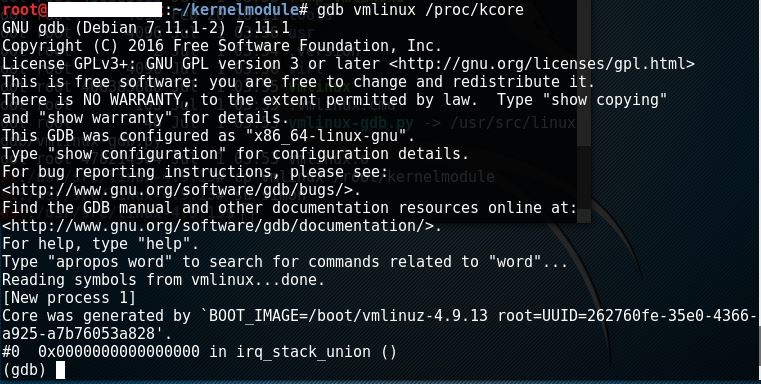 root@ :~/kernelmodule# gdb vmlinux /proc/kcore
GNU gdb (Debian 7.11.1-2) 7.11.1
Copyright (C) 2016 Free Software Foundation, Inc.
License GPLv3+: GNU GPL version 3 or later <http://gnu.org/licenses/gpl.html>
This is free software: you are free to change and redistribute it.
There is NO WARRANTY, to the extent permitted by law.  Type "show copying"
and "show warranty" for details.
This GDB was configured as "x86_64-linux-gnu".
Type "show configuration" for configuration details.
For bug reporting instructions, please see:
<http://www.gnu.org/software/gdb/bugs/>.
Find the GDB manual and other documentation resources online at:
<http://www.gnu.org/software/gdb/documentation/>.
For help, type "help".
Type "apropos word" to search for commands related to "word"...
Reading symbols from vmlinux...done.
[New process 1]
Core was generated by `BOOT_IMAGE=/boot/vmlinuz-4.9.13 root=UUID=262760fe-35e0-4366-
a925-a7b76053a828'.
#0  0x0000000000000000 in irq_stack_union ()
(gdb)